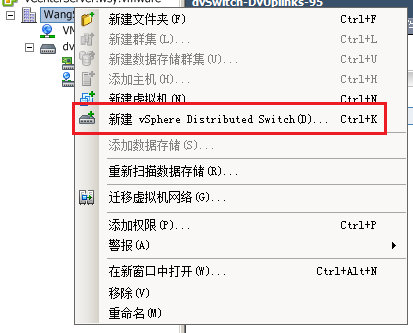 dvSwitch-DVUplinks-95
WangS
VM
dv
新建文件夹(F) Ctrl+F
新建群集(L)... Ctrl+L
新建数据存储群集(U)... Ctrl+U
添加主机(H)... Ctrl+H
新建虚拟机(N)... Ctrl+N
新建 vSphere Distributed Switch(D)... Ctrl+K
添加数据存储(S)...
重新扫描数据存储(R)...
迁移虚拟机网络(G)...
添加权限(P)... Ctrl+P
警报(A)
在新窗口中打开(W)... Ctrl+Alt+N
移除(V)
重命名(M)